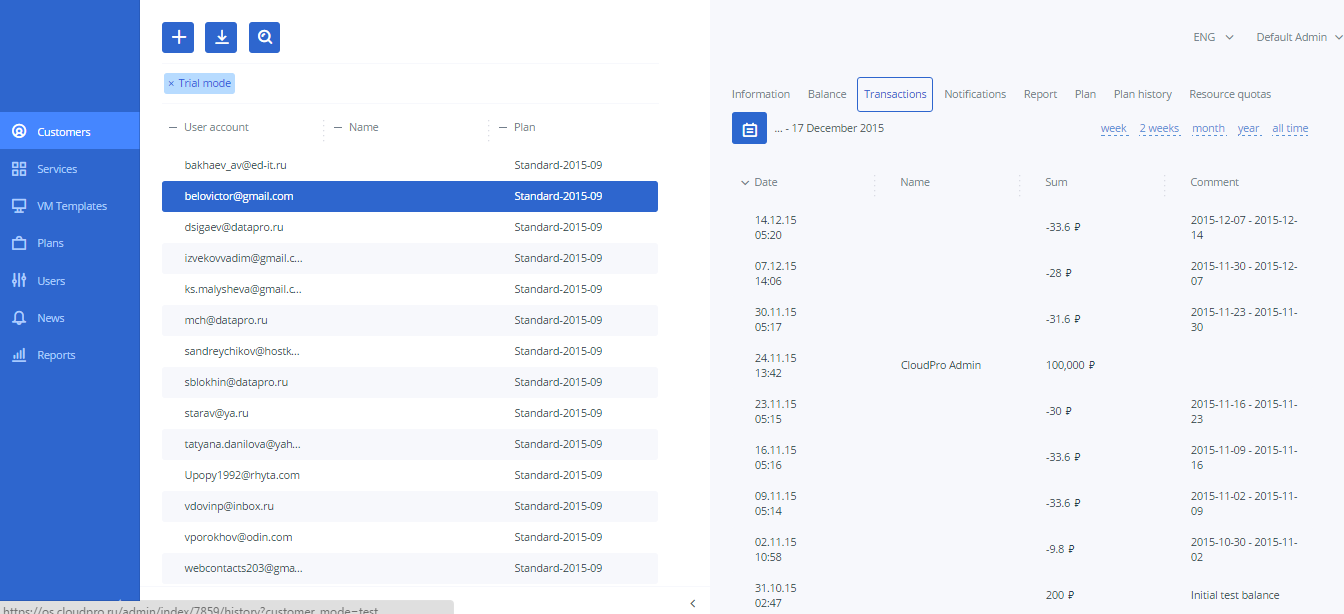 Customers
Services
VM Templates
Plans
Users
News
Reports
× Trial mode
User account Name Plan
bakhaev_av@ed-it.ru Standard-2015-09
belovictor@gmail.com Standard-2015-09
dsigaev@datapro.ru Standard-2015-09
izvekovvadim@gmail.c... Standard-2015-09
ks.malysheva@gmail.c... Standard-2015-09
mch@datapro.ru Standard-2015-09
sandreychikov@hostk... Standard-2015-09
sblokhin@datapro.ru Standard-2015-09
starav@ya.ru Standard-2015-09
tatyana.danilova@yah... Standard-2015-09
Upopy1992@rhyta.com Standard-2015-09
vdovinp@inbox.ru Standard-2015-09
vporokhov@odin.com Standard-2015-09
webcontacts203@gma... Standard-2015-09
https://os.cloudpro.ru/admin/index/7859/history?customer_mode=test
ENG Default Admin
Information Balance Transactions Notifications Report Plan Plan history Resource quotas
... - 17 December 2015 week 2 weeks month year all time
Date Name Sum Comment
14.12.15
05:20
-33.6 ₽
2015-12-07 - 2015-12-
14
07.12.15
14:06
-28 ₽
2015-11-30 - 2015-12-
07
30.11.15
05:17
-31.6 ₽
2015-11-23 - 2015-11-
30
24.11.15
13:42
CloudPro Admin
100,000 ₽
23.11.15
05:15
-30 ₽
2015-11-16 - 2015-11-
23
16.11.15
05:16
-33.6 ₽
2015-11-09 - 2015-11-
16
09.11.15
05:14
-33.6 ₽
2015-11-02 - 2015-11-
09
02.11.15
10:58
-9.8 ₽
2015-10-30 - 2015-11-
02
31.10.15
02:47
200 ₽
Initial test balance